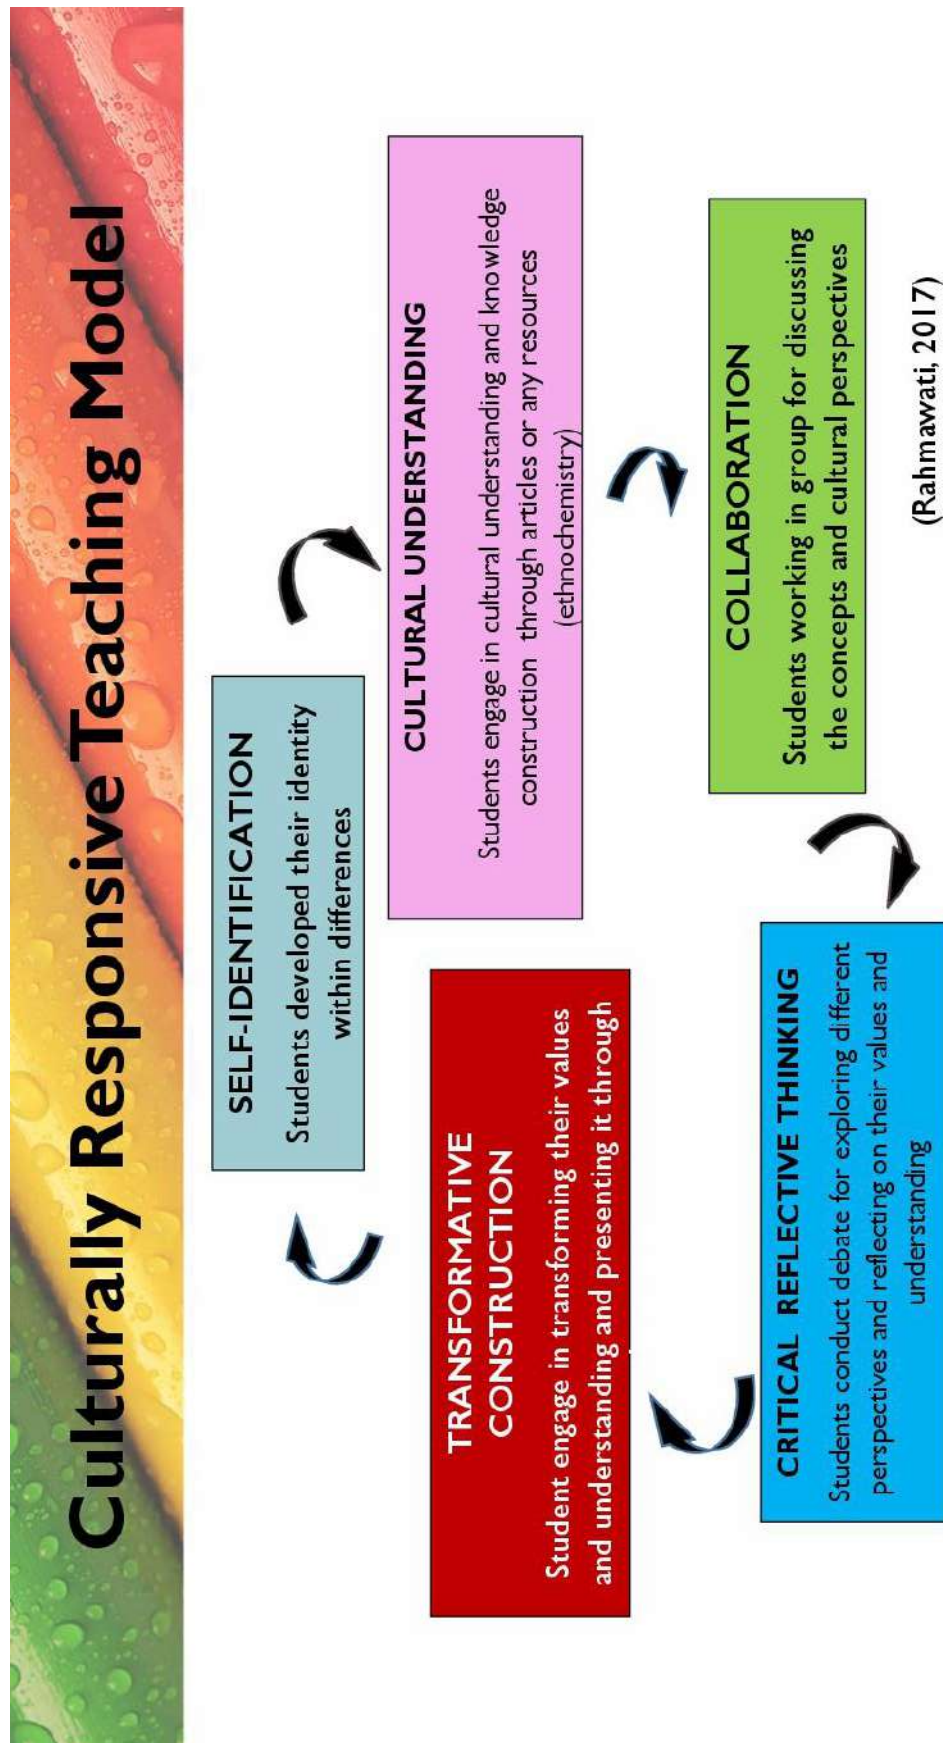 Culturally Responsive Teaching Model
SELF-IDENTIFICATION
Students developed their identity
within differences
CULTURAL UNDERSTANDING
Students engage in cultural understanding and knowledge
construction through articles or any resources
(ethnochemistry)
COLLABORATION
Students working in group for discussing
the concepts and cultural perspectives
CRITICAL REFLECTIVE THINKING
Students conduct debate for exploring different
perspectives and reflecting on their values and
understanding
TRANSFORMATIVE
CONSTRUCTION
Student engage in transforming their values
and understanding and presenting it through
(Rahmawati, 2017)